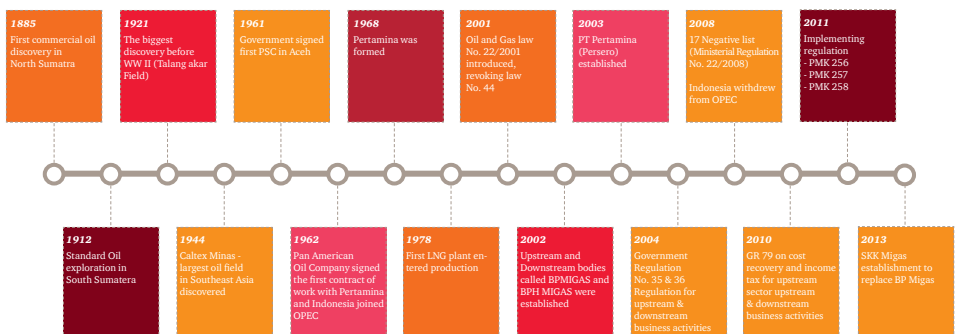 1885
First commercial oil
discovery in
North Sumatra
1921
The biggest
discovery before
WW II (Talang akar
Field)
1961
Government signed
first PSC in Aceh
1968
Pertamina was
formed
2001
Oil and Gas law
No. 22/2001
introduced,
revoking law
No. 44
2003
PT Pertamina
(Persero)
established
2008
17 Negative list
(Ministerial Regulation
No. 22/2008)
Indonesia withdrew
from OPEC
2011
Implementing
regulation
- PMK 256
- PMK 257
- PMK 258
1912
Standard Oil
exploration in
South Sumatera
1944
Caltex Minas -
largest oil field
in Southeast Asia
discovered
1962
Pan American
Oil Company signed
the first contract of
work with Pertamina
and Indonesia joined
OPEC
1978
First LNG plant en-
tered production
2002
Upstream and
Downstream bodies
called BPMIGAS and
BPH MIGAS were
established
2004
Government
Regulation
No. 35 & 36
Regulation for
upstream &
downstream
business activities
2010
GR 79 on cost
recovery and income
tax for upstream
sector upstream
& downstream
business activities
2013
SKK Migas
establishment to
replace BP Migas